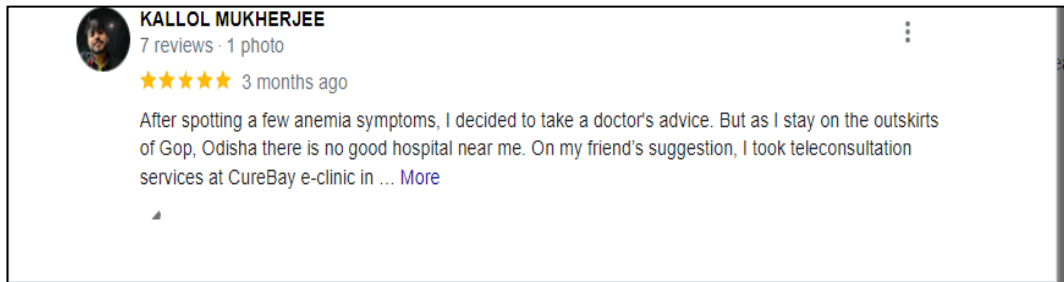 KALLOL MUKHERJEE
7 reviews · 1 photo
3 months ago
After spotting a few anemia symptoms, I decided to take a doctor's advice. But as I stay on the outskirts
of Gop, Odisha there is no good hospital near me. On my friend’s suggestion, I took teleconsultation
services at CureBay e-clinic in … More